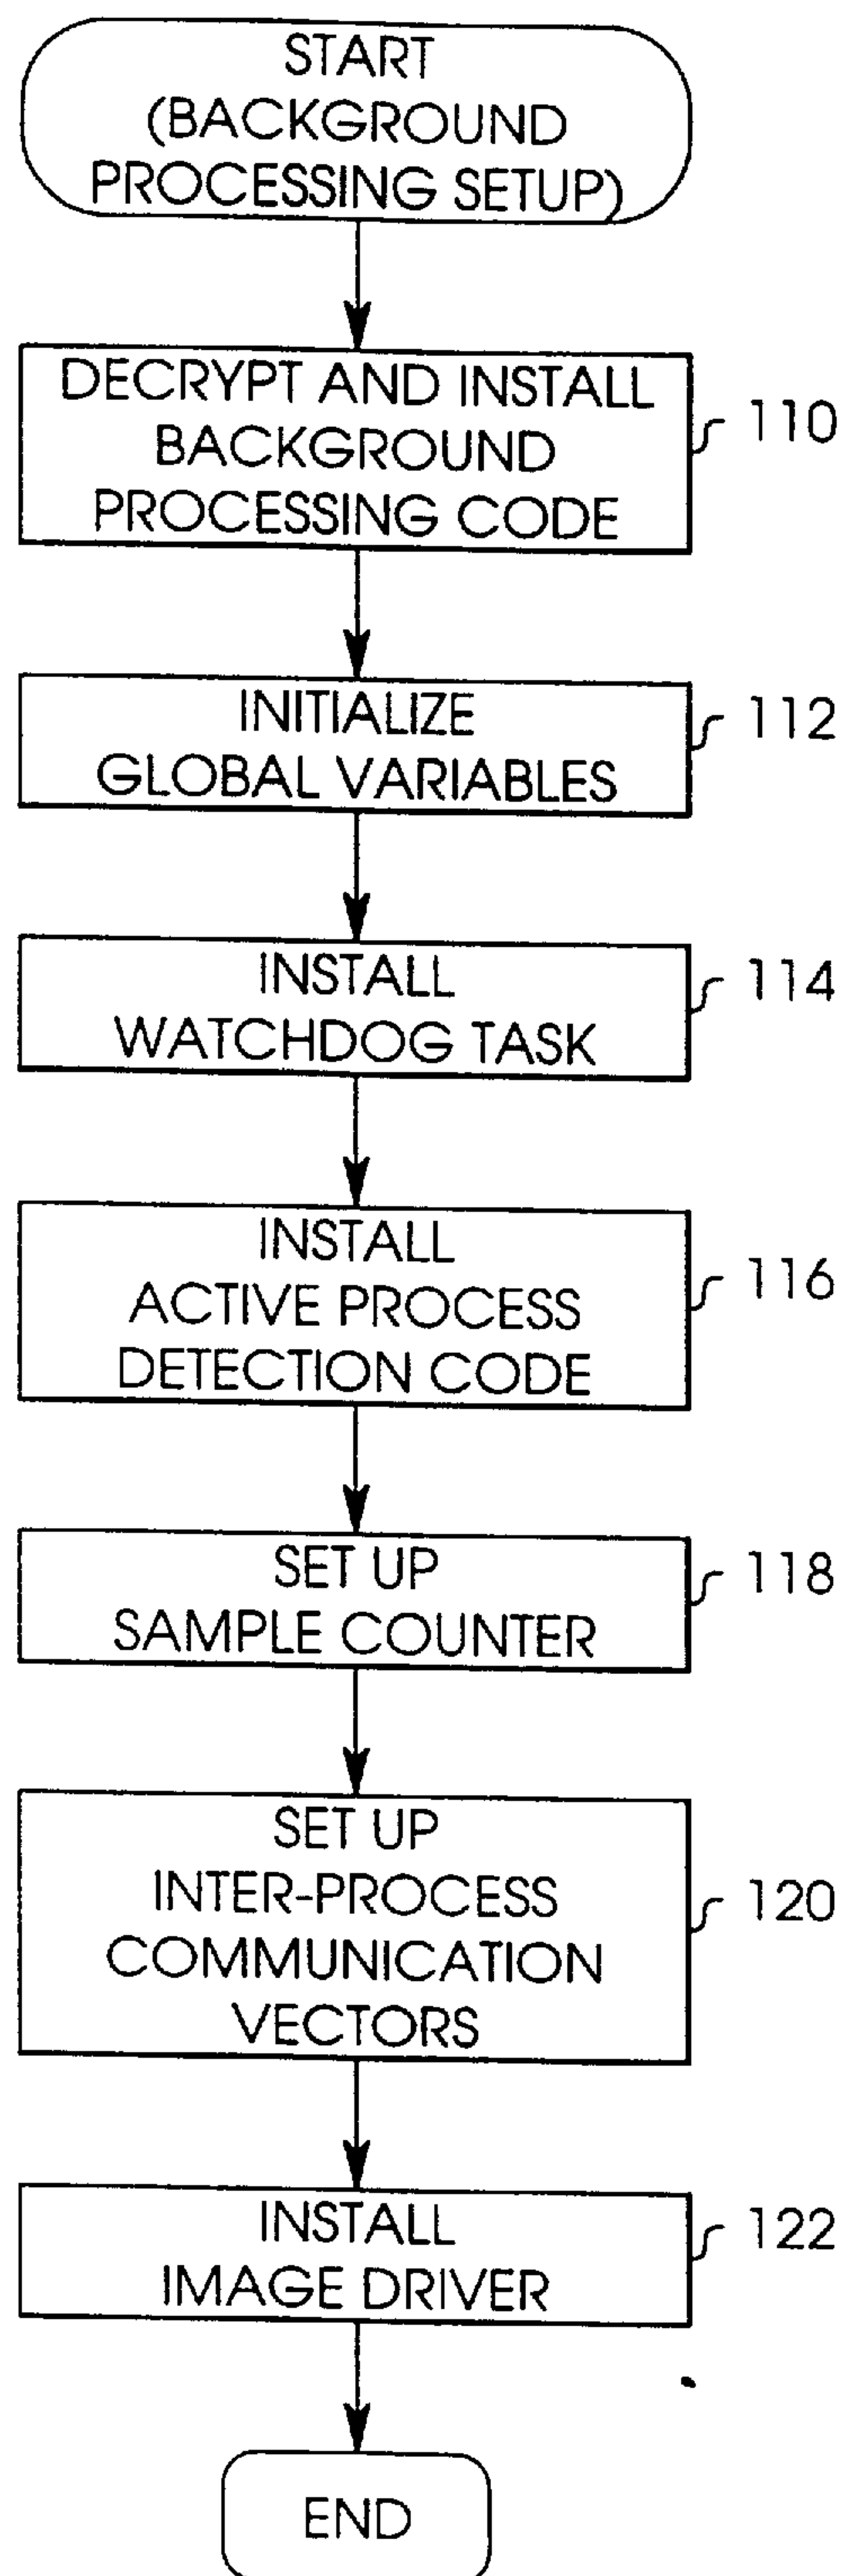 START
(BACKGROUND
PROCESSING SETUP)
DECRYPT AND INSTALL
BACKGROUND
PROCESSING CODE
110
INITIALIZE
GLOBAL VARIABLES
112
INSTALL
WATCHDOG TASK
114
INSTALL
ACTIVE PROCESS
DETECTION CODE
116
SET UP
SAMPLE COUNTER
118
SET UP
INTER-PROCESS
COMMUNICATION
VECTORS
120
INSTALL
IMAGE DRIVER
122
END